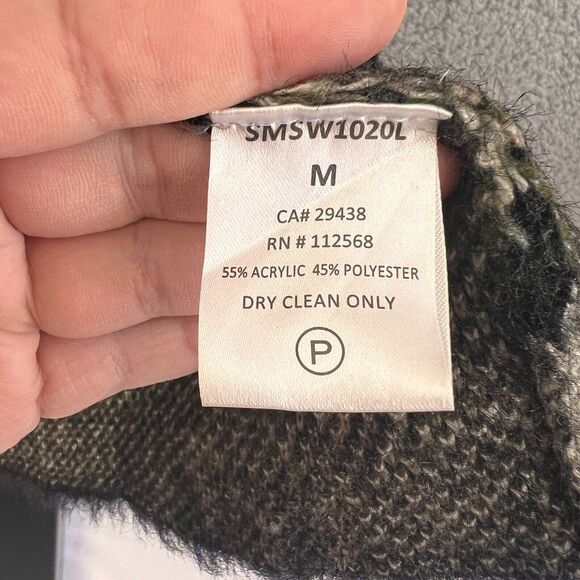 SMSW1020L
M
CA# 29438
RN # 112568
55% ACRYLIC 45% POLYESTER
DRY CLEAN ONLY
P